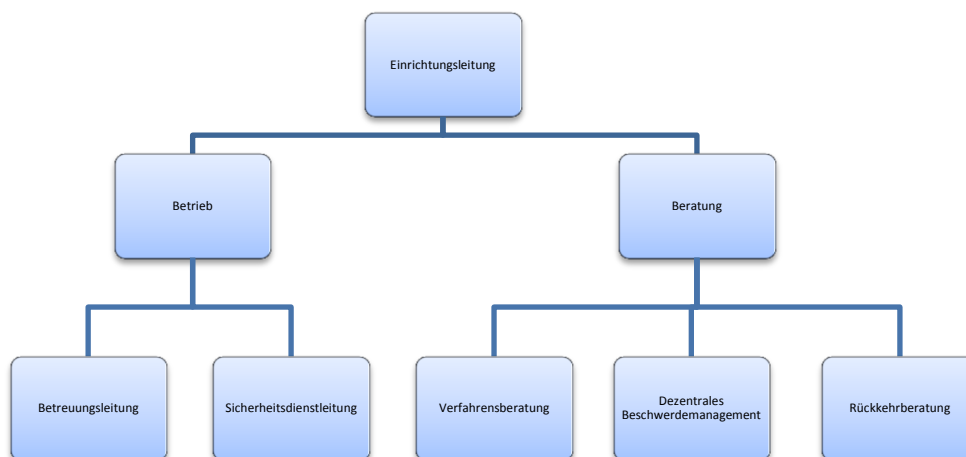 Einrichtungsleitung
Betrieb
Beratung
Betreuungsleitung
Sicherheitsdienstleitung
Verfahrensberatung
Dezentrales
Beschwerdemanagement
Rückkehrberatung